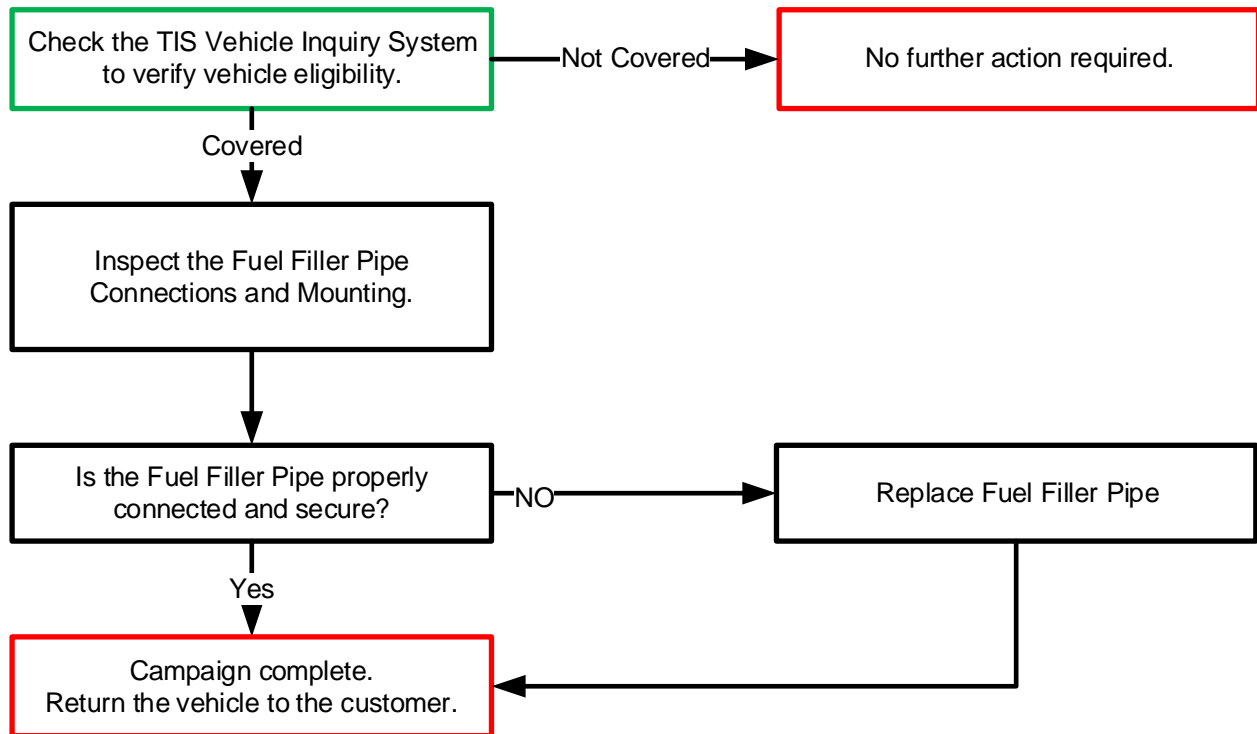 Check the TIS Vehicle Inquiry System
to verify vehicle eligibility.
Not Covered
No further action required.
Covered
Inspect the Fuel Filler Pipe
Connections and Mounting.
Is the Fuel Filler Pipe properly
connected and secure?
NO
Replace Fuel Filler Pipe
Yes
Campaign complete.
Return the vehicle to the customer.